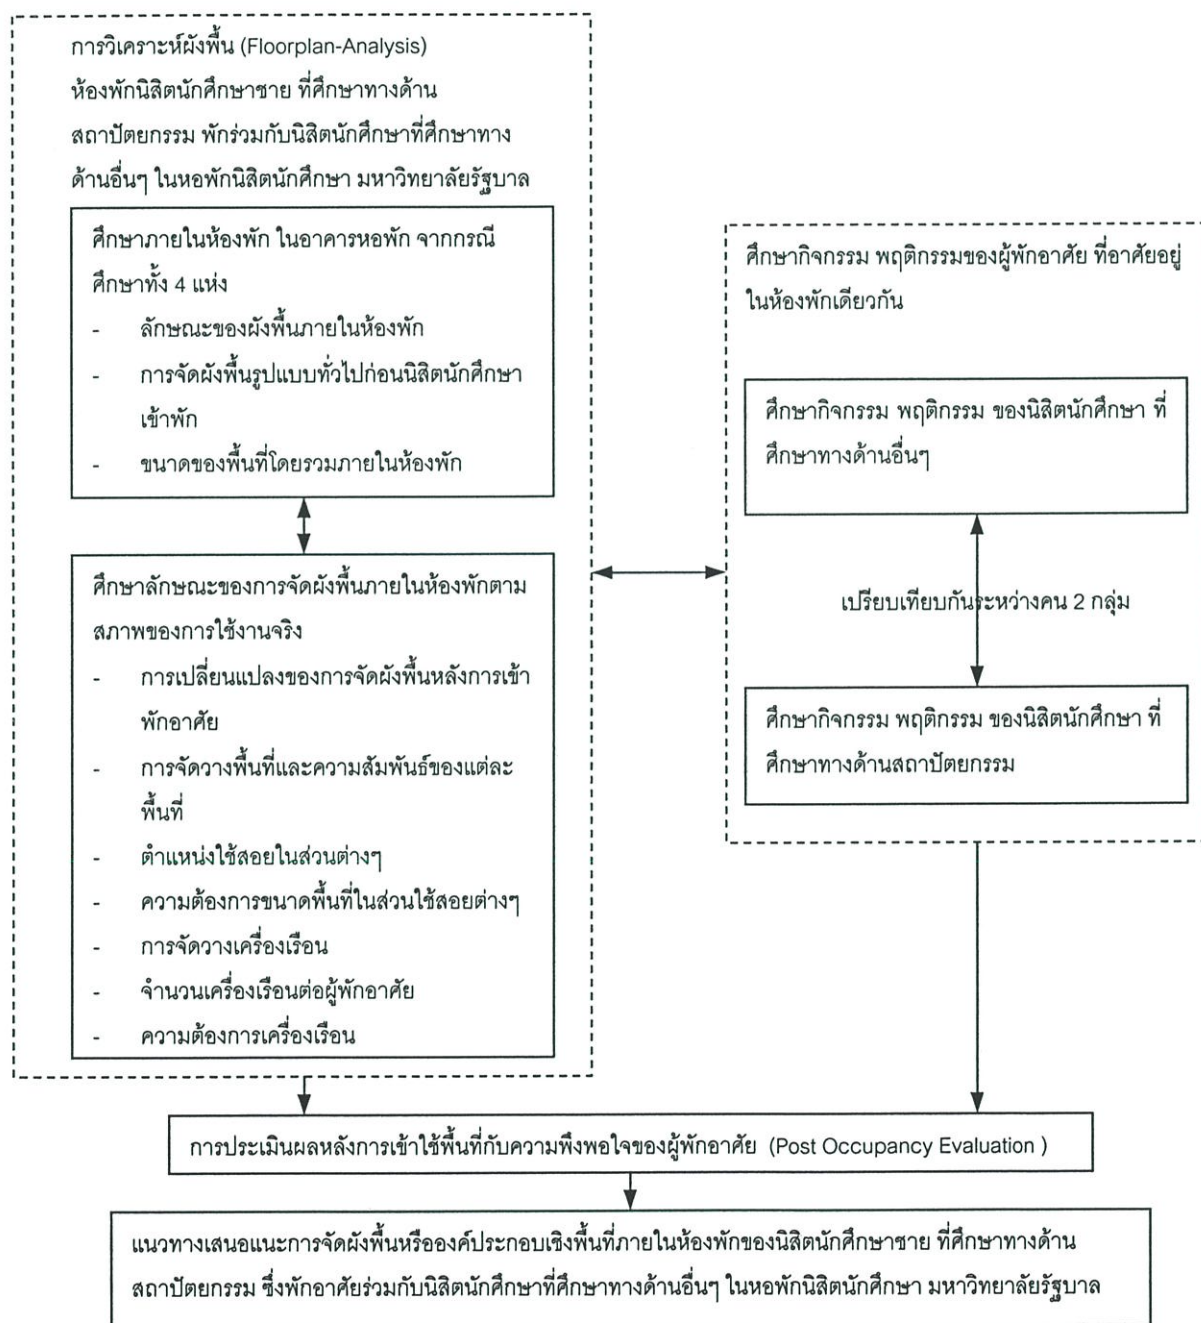 การวิเคราะห์ผังพื้น (Floorplan-Analysis)
ห้องพักนิสิตนักศึกษาชาย ที่ศึกษาทางด้าน
สถาปัตยกรรม พักร่วมกับนิสิตนักศึกษาที่ศึกษาทาง
ด้านอื่นๆ ในหอพักนิสิตนักศึกษา มหาวิทยาลัยรัฐบาล
ศึกษาภายในห้องพัก ในอาคารหอพัก จากกรณี
ศึกษาทั้ง 4 แห่ง
- ลักษณะของผังพื้นภายในห้องพัก
- การจัดผังพื้นรูปแบบทั่วไปก่อนนิสิตนักศึกษา
เข้าพัก
- ขนาดของพื้นที่โดยรวมภายในห้องพัก
ศึกษาลักษณะของการจัดผังพื้นภายในห้องพักตาม
สภาพของการใช้งานจริง
- การเปลี่ยนแปลงของการจัดผังพื้นหลังการเข้า
พักอาศัย
- การจัดวางพื้นที่และความสัมพันธ์ของแต่ละ
พื้นที่
- ตำแหน่งใช้สอยในส่วนต่างๆ
- ความต้องการขนาดพื้นที่ในส่วนใช้สอยต่างๆ
- การจัดวางเครื่องเรือน
- จำนวนเครื่องเรือนต่อผู้พักอาศัย
- ความต้องการเครื่องเรือน
ศึกษากิจกรรม พฤติกรรมของผู้พักอาศัย ที่อาศัยอยู่
ในห้องพักเดียวกัน
ศึกษากิจกรรม พฤติกรรม ของนิสิตนักศึกษา ที่
ศึกษาทางด้านอื่นๆ
เปรียบเทียบกันระหว่างคน 2 กลุ่ม
ศึกษากิจกรรม พฤติกรรม ของนิสิตนักศึกษา ที่
ศึกษาทางด้านสถาปัตยกรรม
การประเมินผลหลังการเข้าใช้พื้นที่กับความพึงพอใจของผู้พักอาศัย (Post Occupancy Evaluation )
แนวทางเสนอแนะการจัดผังพื้นหรือองค์ประกอบเชิงพื้นที่ภายในห้องพักของนิสิตนักศึกษาชาย ที่ศึกษาทางด้าน
สถาปัตยกรรม ซึ่งพักอาศัยร่วมกับนิสิตนักศึกษาที่ศึกษาทางด้านอื่นๆ ในหอพักนิสิตนักศึกษา มหาวิทยาลัยรัฐบาล